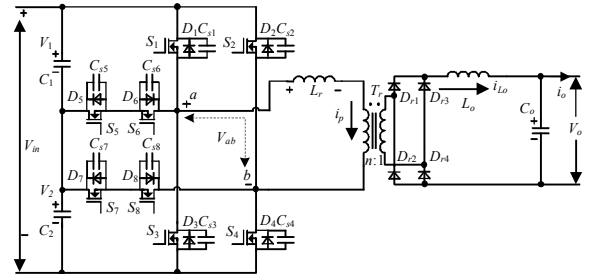 +
D1Cs1
D2Cs2
V1
+
−
C1
S1
S2
Cs5
Cs6
D5
D6
+
a
S5
S6
+
Lr
−
Tr
Dr1
Dr3
Lo
iLo
io
+
Co
−
Vo
Vin
Vab
ip
n:1
Cs7
Cs8
D7
D8
b
−
Dr2
Dr4
V2
+
−
C2
S7
S8
D3Cs3
D4Cs4
S3
S4
−